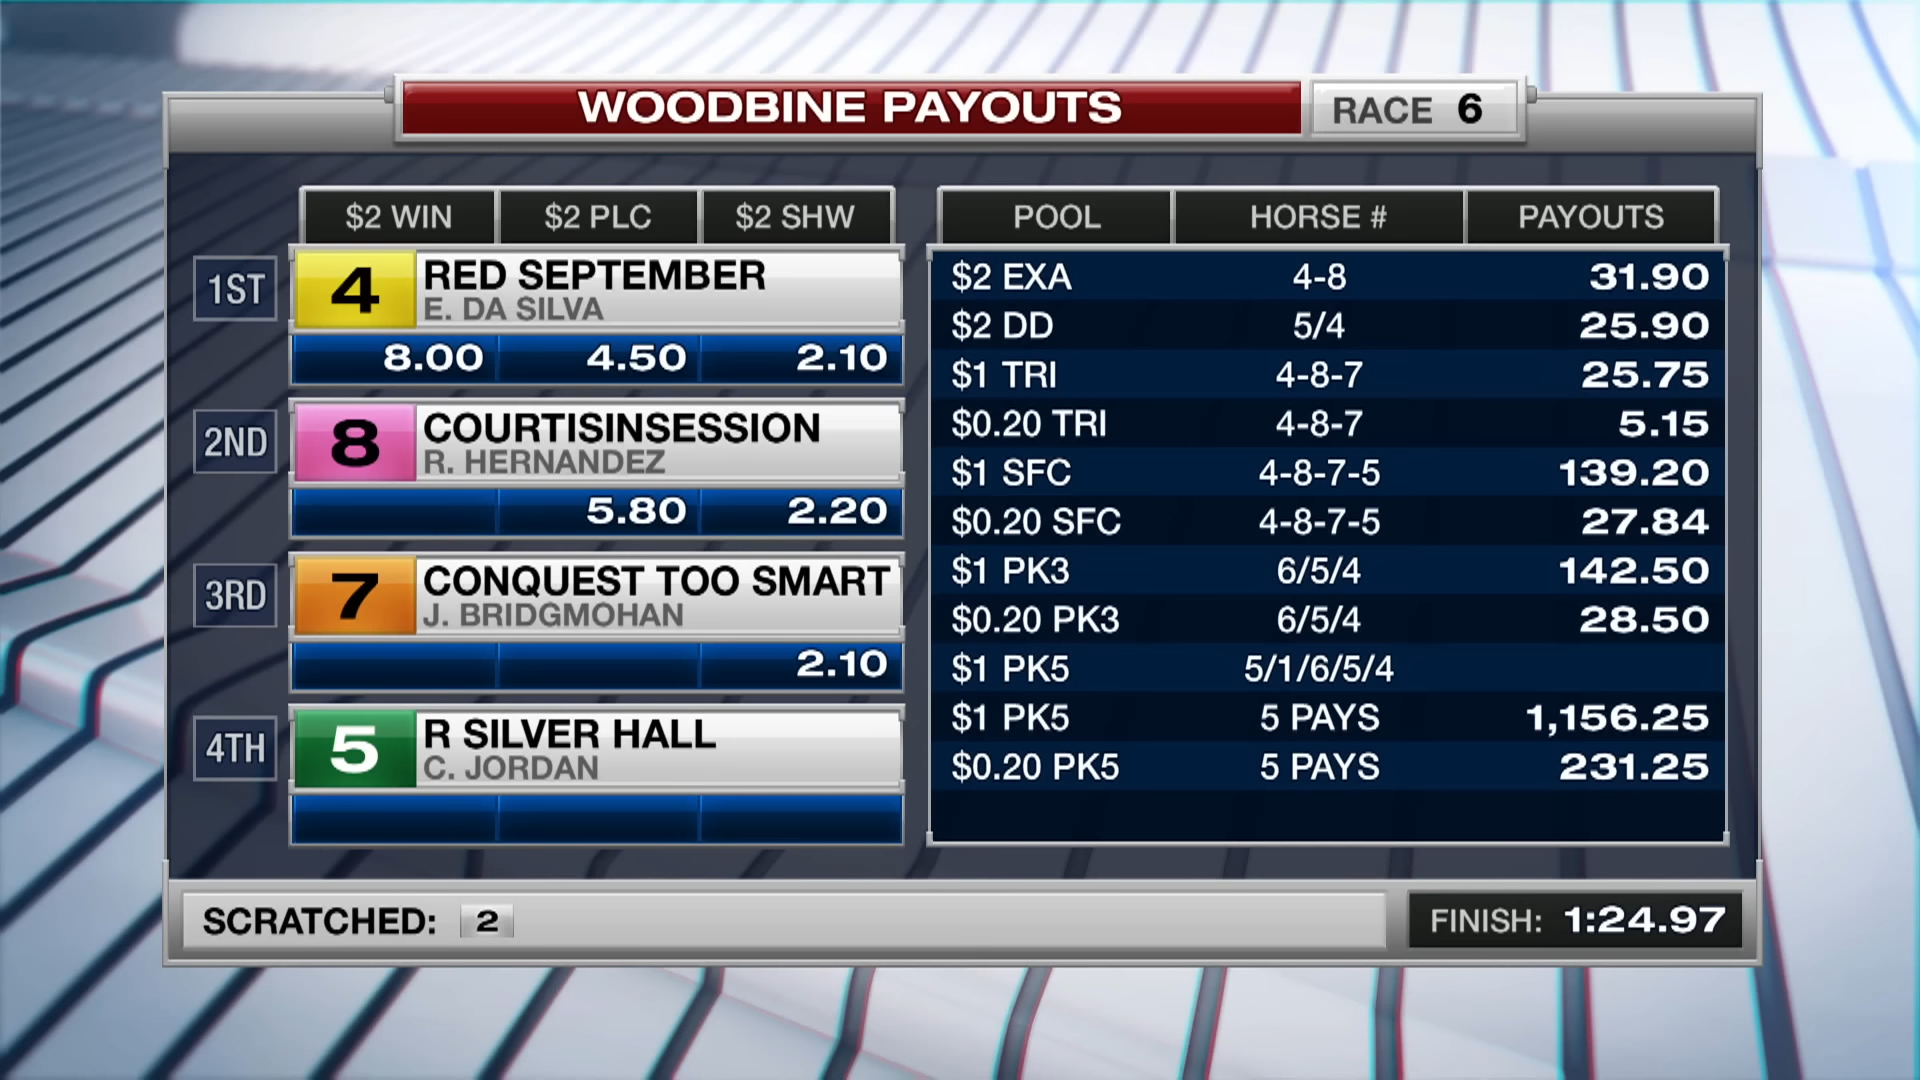 WOODBINE PAYOUTS
RACE 6
$2 WIN $2 PLC $2 SHW
1ST 4 RED SEPTEMBER
E. DA SILVA
8.00 4.50 2.10
2ND 8 COURTISINSESSION
R. HERNANDEZ
5.80 2.20
3RD 7 CONQUEST TOO SMART
J. BRIDGMOHAN
2.10
4TH 5 R SILVER HALL
C. JORDAN
POOL HORSE # PAYOUTS
$2 EXA 4-8 31.90
$2 DD 5/4 25.90
$1 TRI 4-8-7 25.75
$0.20 TRI 4-8-7 5.15
$1 SFC 4-8-7-5 139.20
$0.20 SFC 4-8-7-5 27.84
$1 PK3 6/5/4 142.50
$0.20 PK3 6/5/4 28.50
$1 PK5 5/1/6/5/4
$1 PK5 5 PAYS 1,156.25
$0.20 PK5 5 PAYS 231.25
SCRATCHED: 2
FINISH: 1:24.97